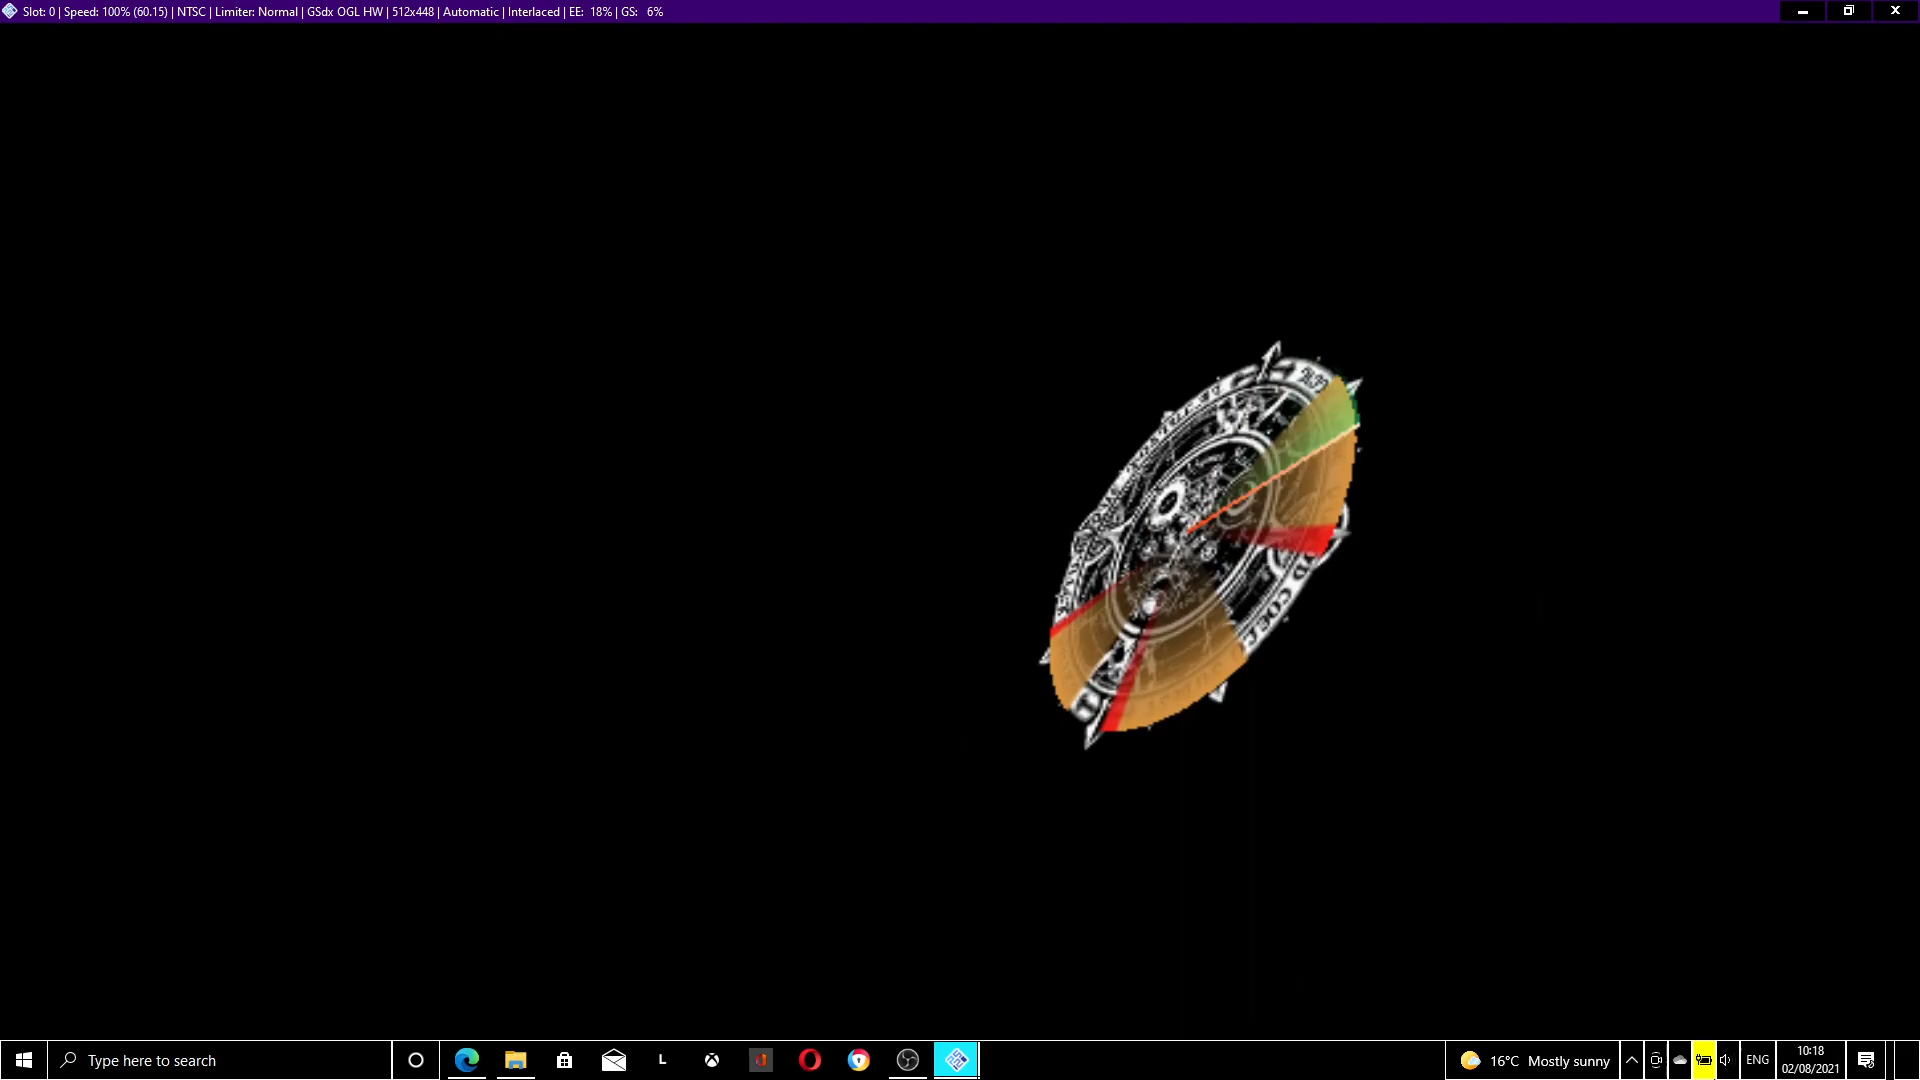 Slot: 0 | Speed: 100% (60.15) | NTSC | Limiter: Normal | GSdx OGL HW | 512x448 | Automatic | Interlaced | EE: 18% | GS: 6%
D COEL
Type here to search
L
16°C Mostly sunny
ENG
10:18
02/08/2021